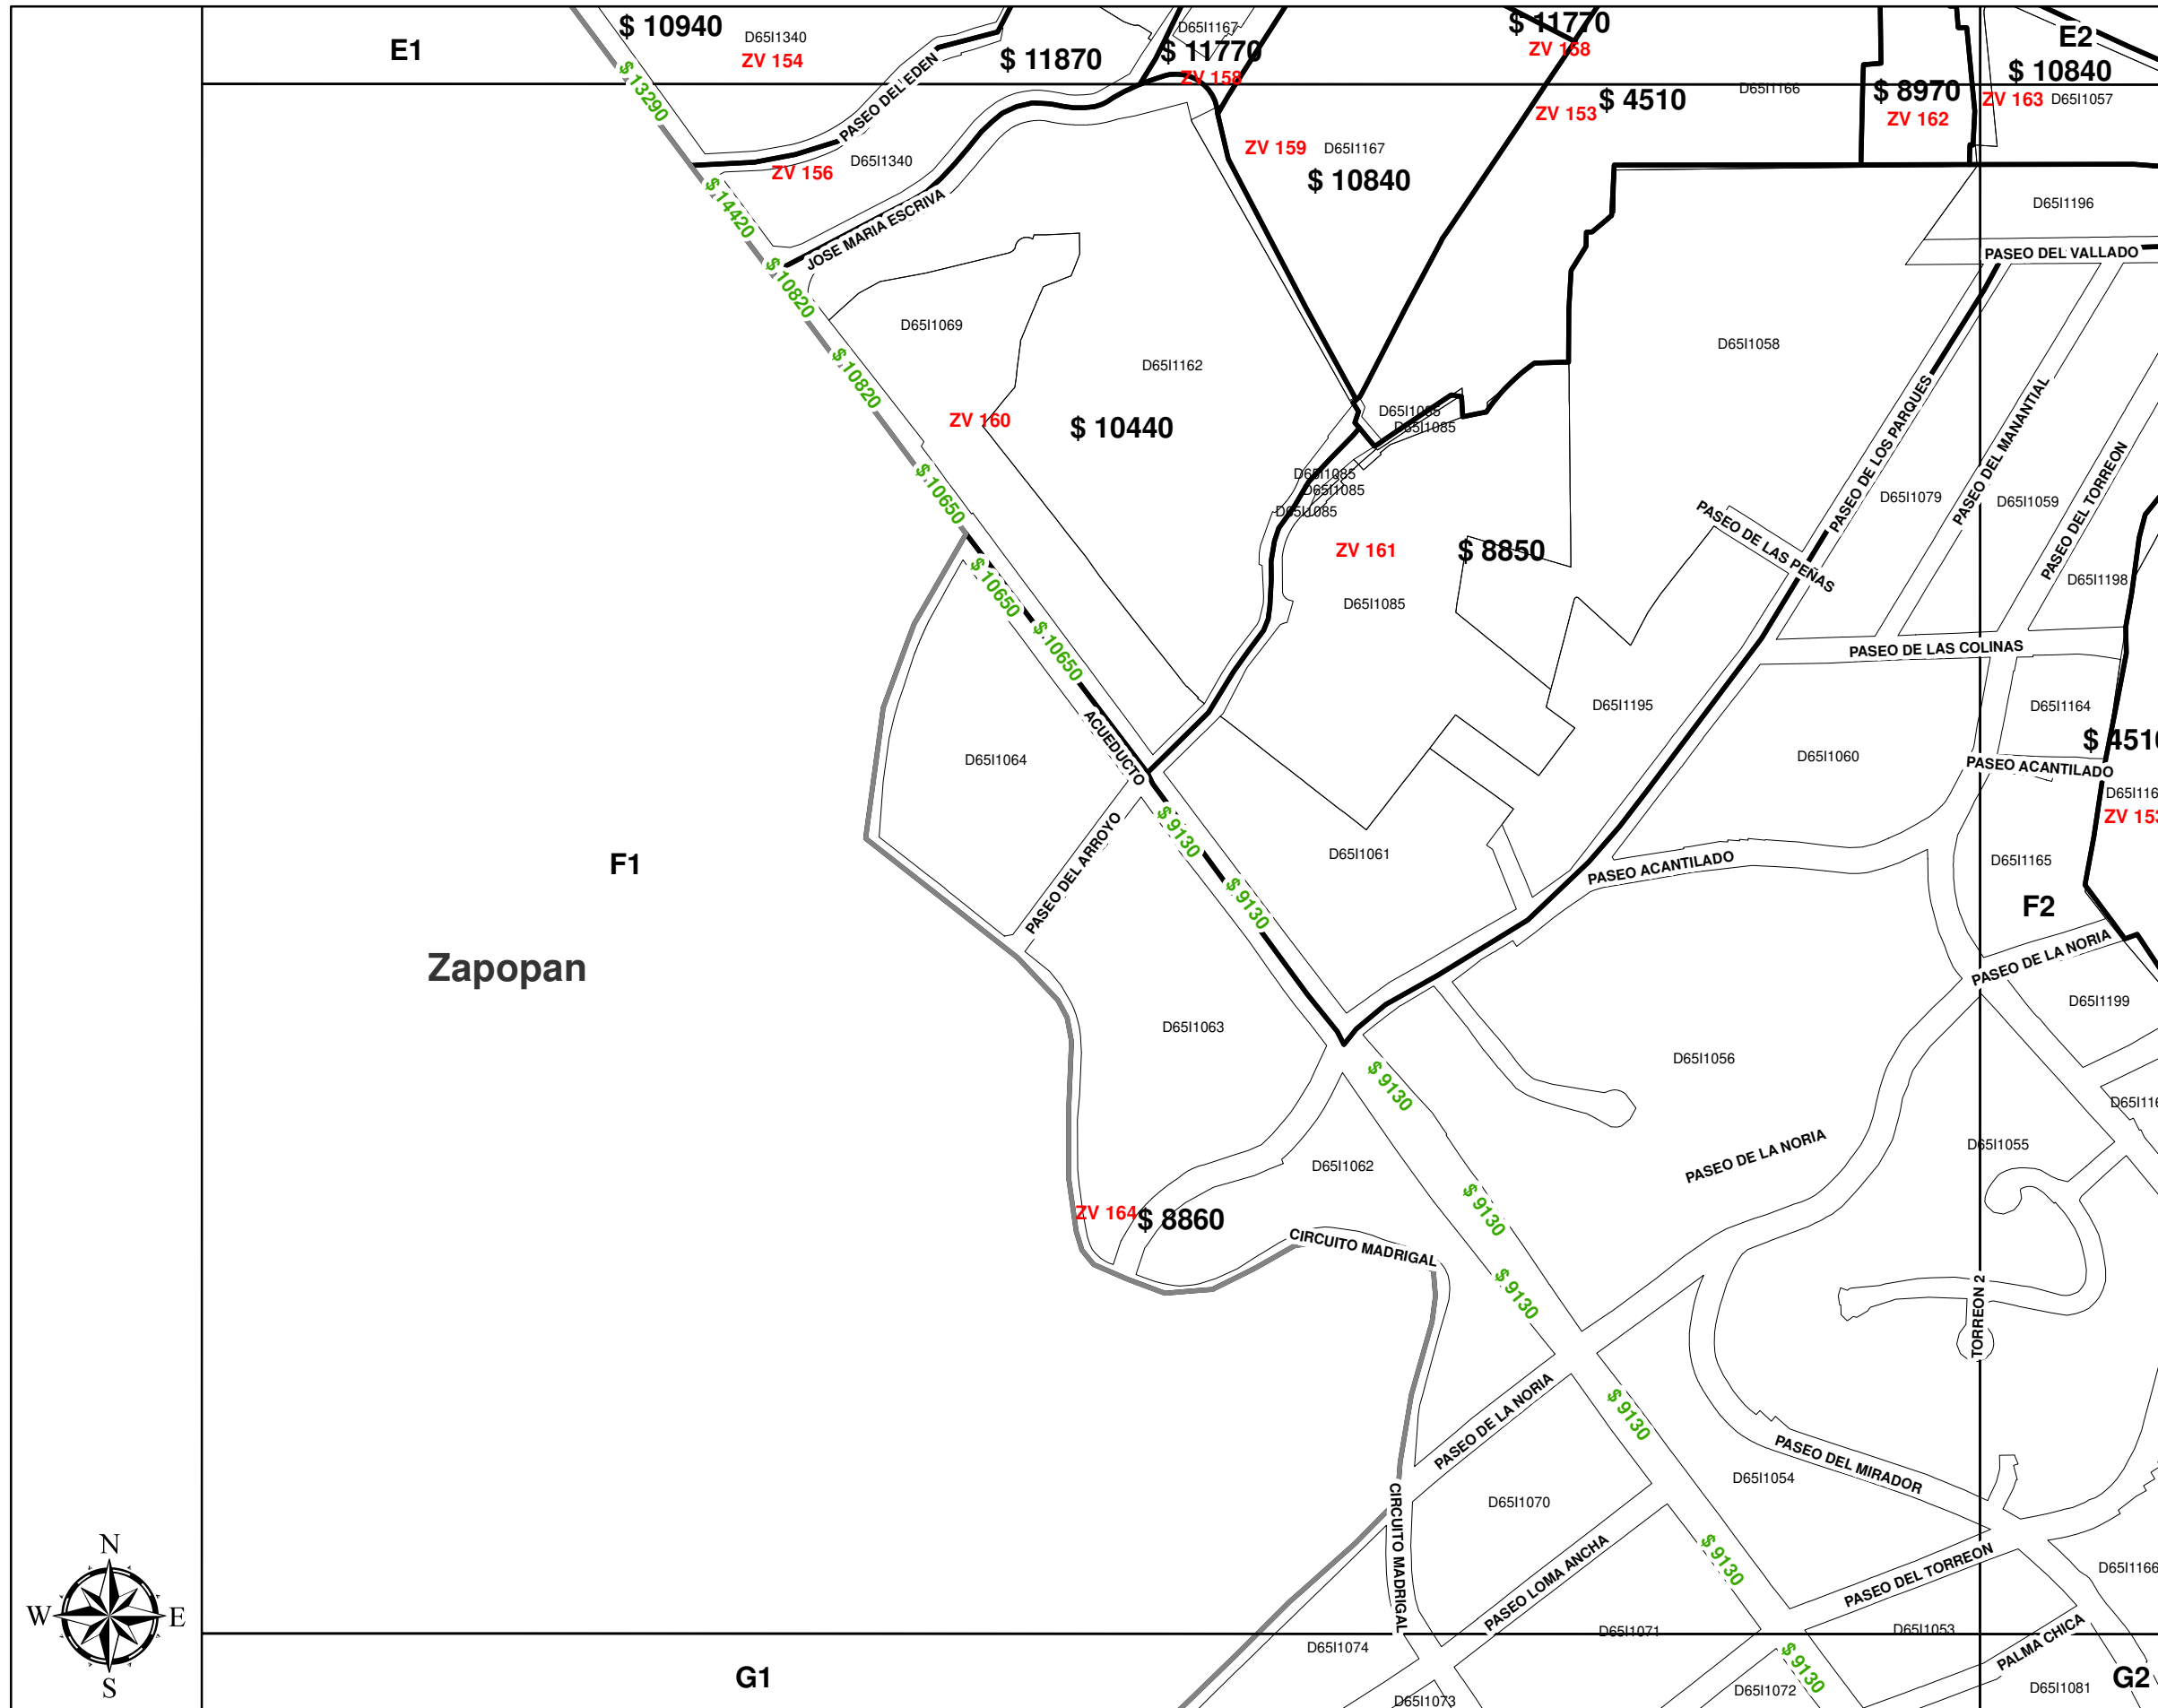 $ 10940
D65I1340
ZV 154
E1
$ 11870
D65I1167
$ 11770
ZV 158
$ 11770
ZV 158
E2
$ 10840
ZV 163
D65I1057
$ 8970
ZV 162
D65I1166
$ 4510
ZV 153
$ 13290
PASEO DEL EDEN
D65I1340
ZV 156
ZV 159
D65I1167
$ 10840
$ 14420
JOSE MARIA ESCRIVA
D65I1196
PASEO DEL VALLADO
$ 10820
D65I1069
D65I1162
D65I1058
$ 10820
ZV 160
$ 10440
D65I1085
D65I1085
PASEO DE LOS PARQUES
PASEO DEL MANANTIAL
PASEO DEL TORREON
$ 10650
D65I1085
D65I1085
D65I1085
D65I1079
D65I1059
PASEO DE LAS PEÑAS
ZV 161
$ 8850
D65I1198
$ 10650
D65I1085
$ 10650
PASEO DE LAS COLINAS
D65I1195
D65I1164
$ 4510
ACUEDUCTO
D65I1064
D65I1060
PASEO ACANTILADO
D65I116
ZV 153
$ 9130
PASEO DEL ARROYO
D65I1061
PASEO ACANTILADO
D65I1165
F1
$ 9130
F2
PASEO DE LA NORIA
Zapopan
D65I1199
D65I1063
D65I1056
$ 9130
D65I116
D65I1055
PASEO DE LA NORIA
D65I1062
$ 9130
ZV 164
$ 8860
CIRCUITO MADRIGAL
$ 9130
TORREON 2
PASEO DE LA NORIA
$ 9130
PASEO DEL MIRADOR
D65I1054
D65I1070
CIRCUITO MADRIGAL
PASEO LOMA ANCHA
$ 9130
PASEO DEL TORREON
D65I1166
N
W E
S
D65I1074
D65I1071
D65I1053
PALMA CHICA
$ 9130
G1
G2
D65I1073
D65I1072
D65I1081